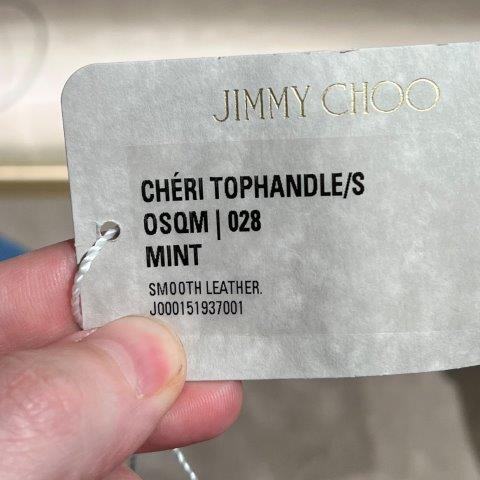 JIMMY CHOO
CHÉRI TOPHANDLE/S
OSQM | 028
MINT
SMOOTH LEATHER.
J000151937001